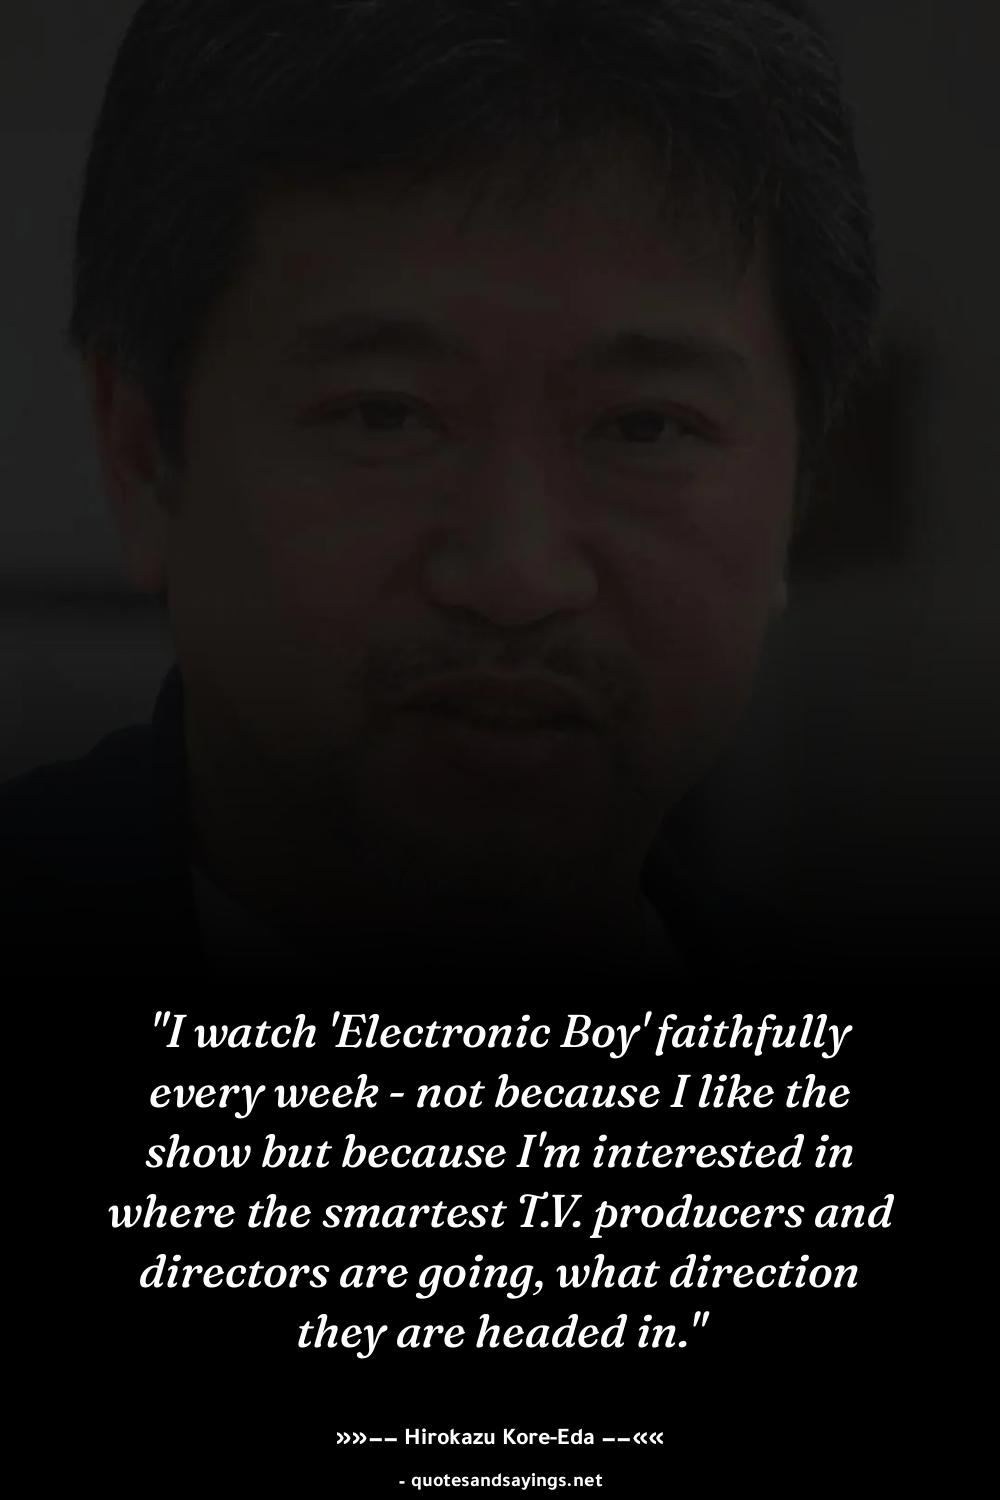 "I watch 'Electronic Boy' faithfully
every week - not because I like the
show but because I'm interested in
where the smartest T.V. producers and
directors are going, what direction
they are headed in."
»»−− Hirokazu Kore-Eda −−««
- quotesandsayings.net